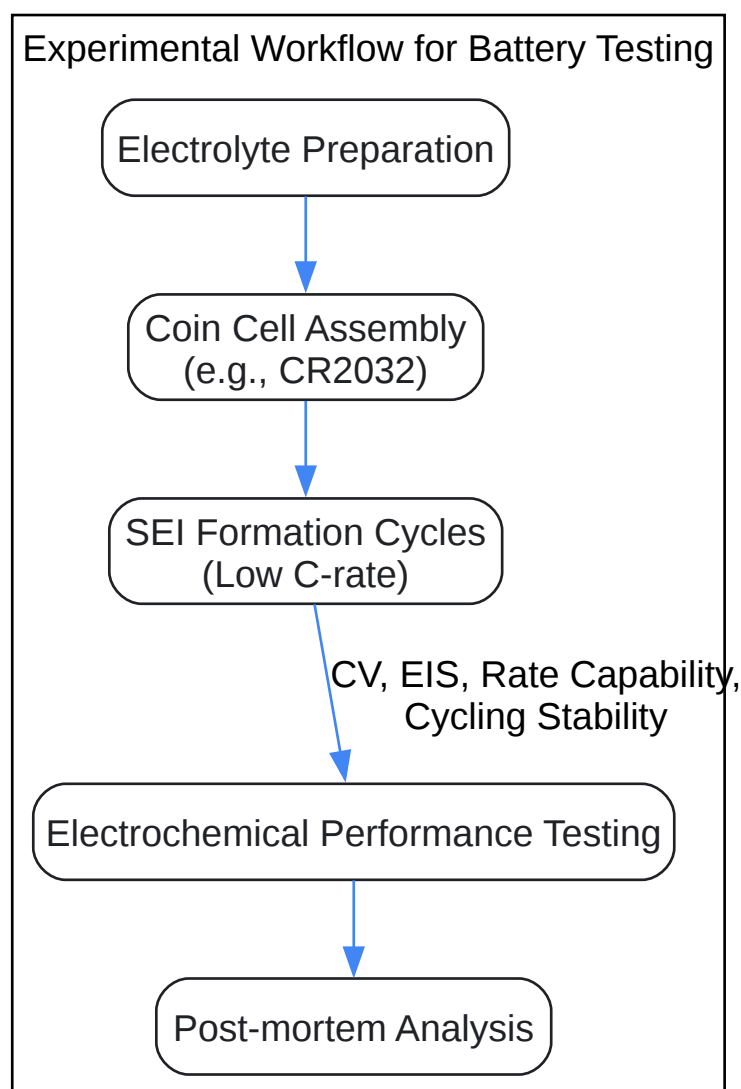 Experimental Workflow for Battery Testing
Electrolyte Preparation
Coin Cell Assembly
(e.g., CR2032)
SEI Formation Cycles
(Low C-rate)
CV, EIS, Rate Capability,
Cycling Stability
Electrochemical Performance Testing
Post-mortem Analysis